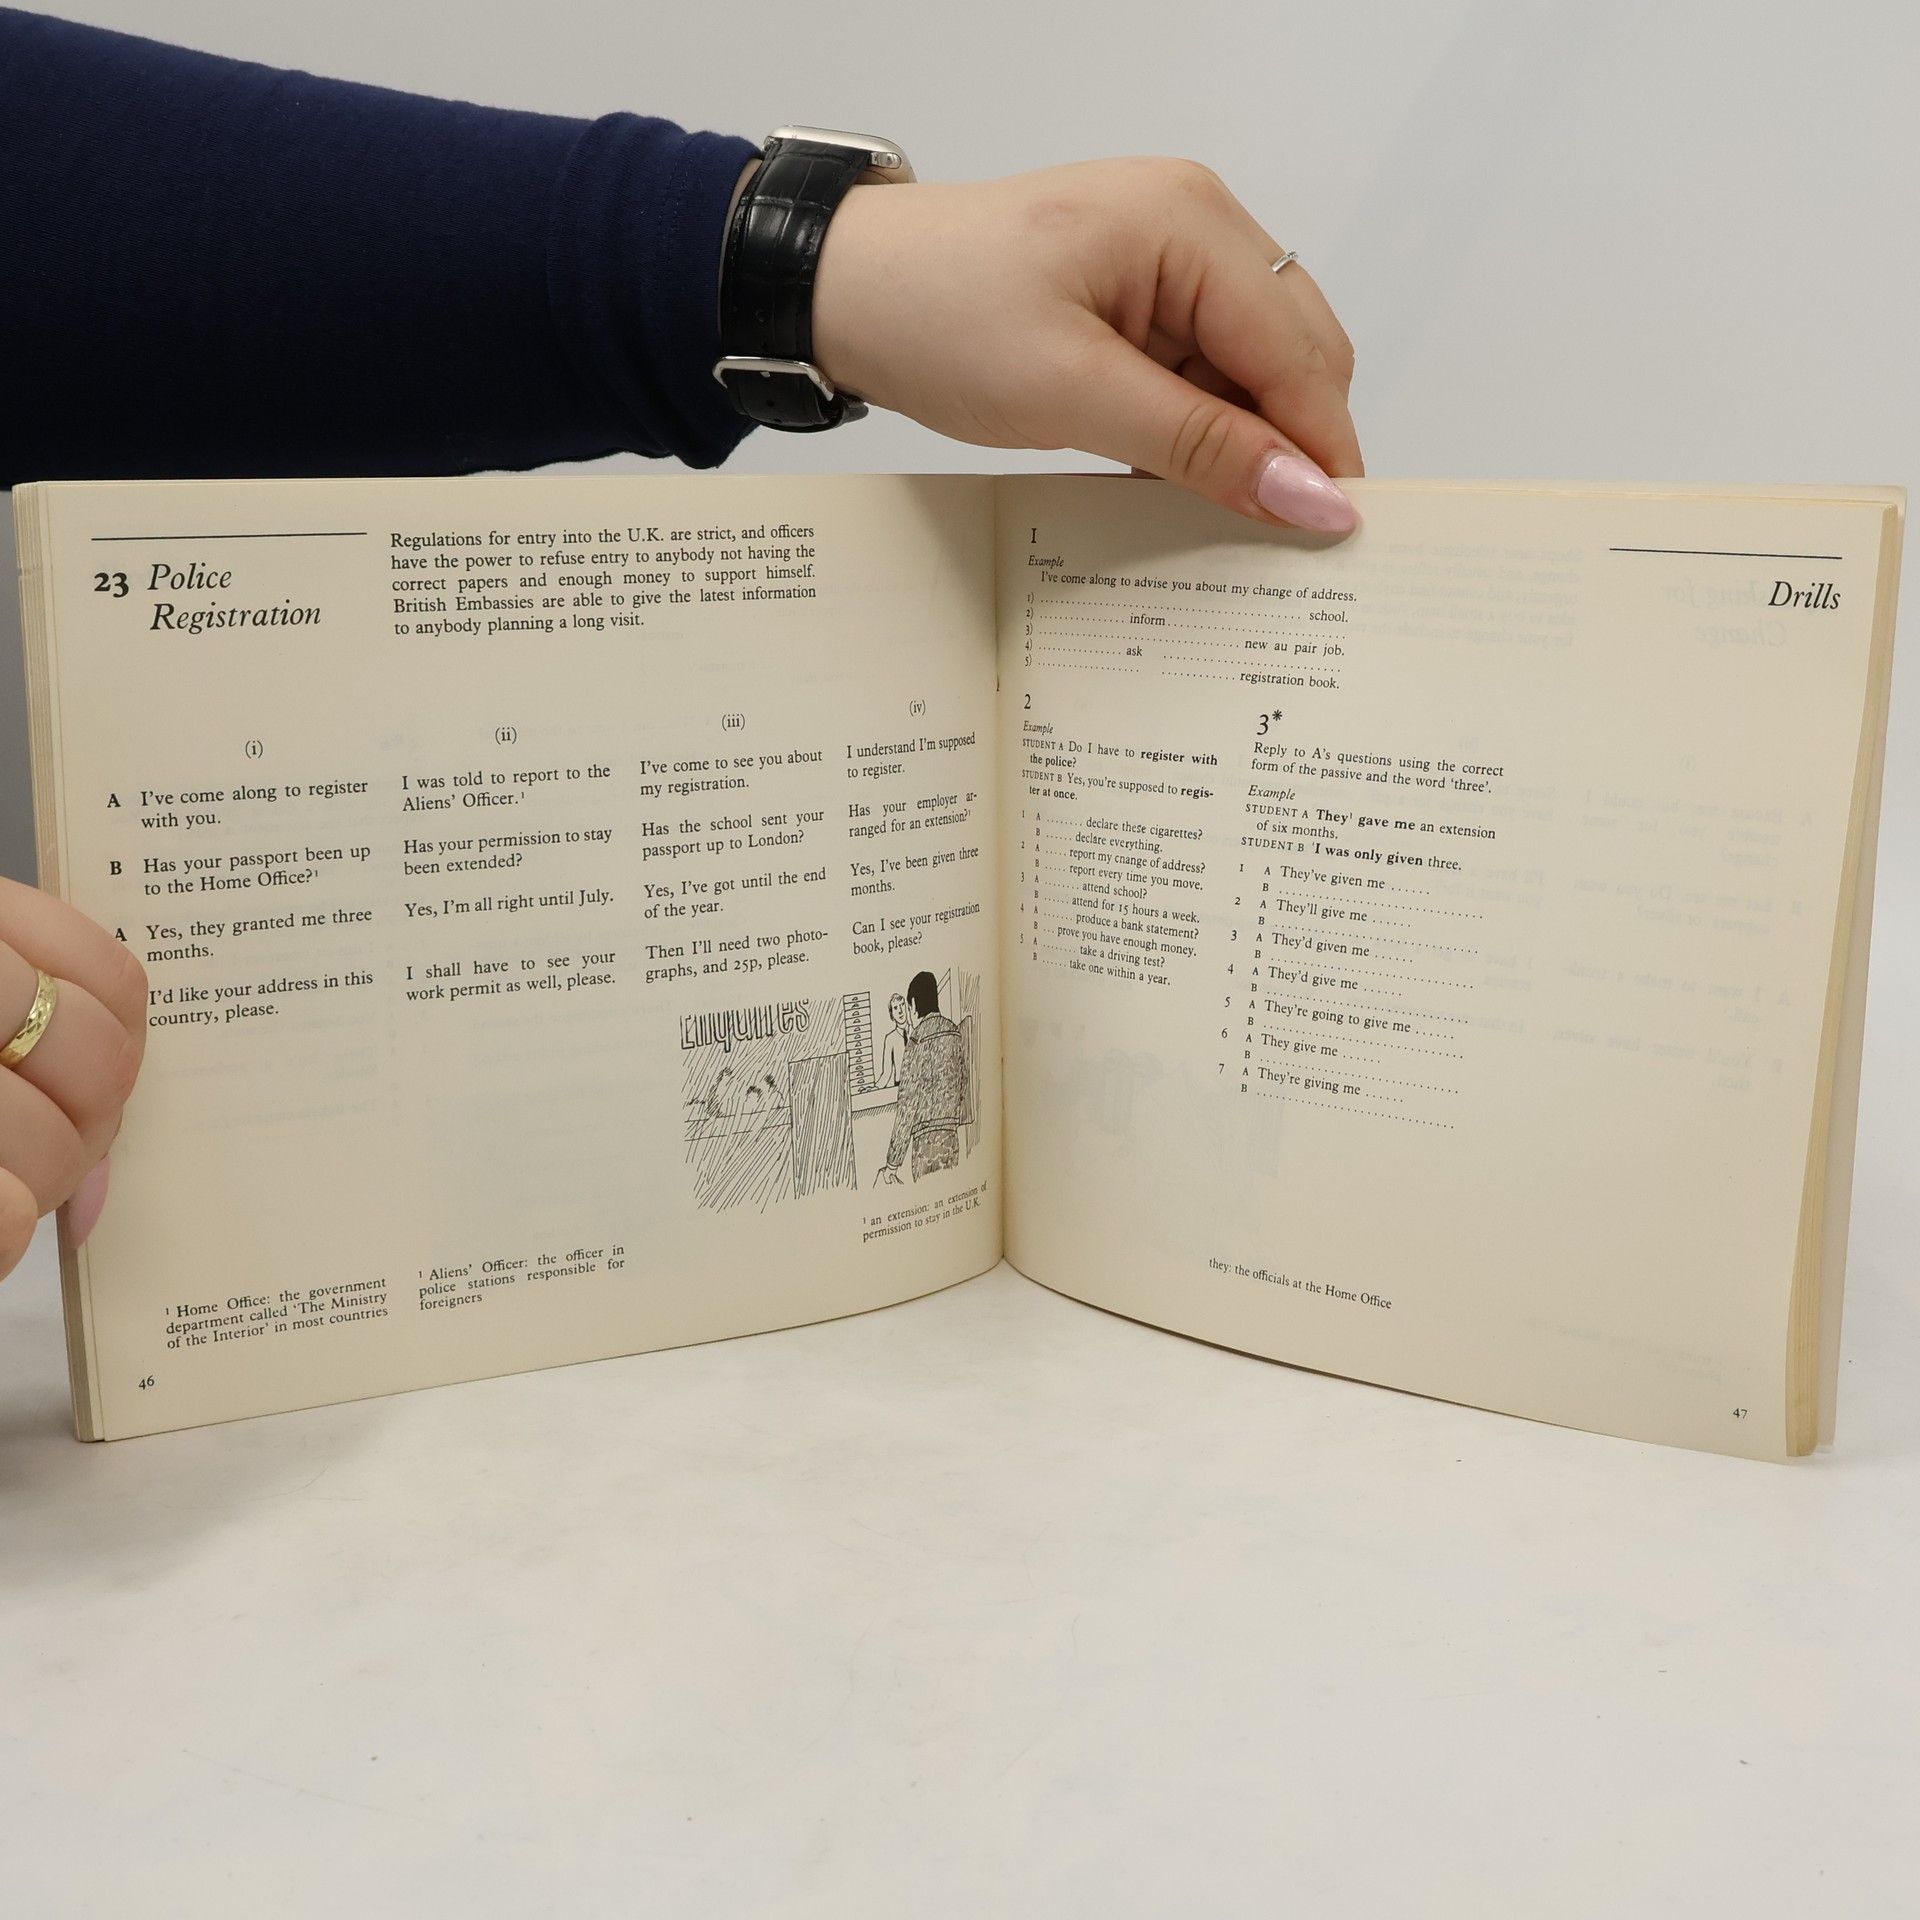 23 Police
Registration
Regulations for entry into the U.K. are strict, and officers
have the power to refuse entry to anybody not having the
correct papers and enough money to support himself.
British Embassies are able to give the latest information
to anybody planning a long visit.
(i)
A I've come along to register
with you.
B Has your passport been up
to the Home Office?¹
A Yes, they granted me three
months.
I'd like your address in this
country, please.
¹ Home Office: the government
department called 'The Ministry
of the Interior' in most countries
(ii)
I was told to report to the
Aliens' Officer.¹
Has your permission to stay
been extended?
Yes, I'm all right until July.
I shall have to see your
work permit as well, please.
¹ Aliens' Officer: the officer in
police stations responsible for
foreigners
(iii)
I've come to see you about
my registration.
Has the school sent your
passport up to London?
Yes, I've got until the end
of the year.
Then I'll need two photo-
graphs, and 25p, please.
(iv)
I understand I'm supposed
to register.
Has your employer ar-
ranged for an extension?¹
Yes, I've been given three
months.
Can I see your registration
book, please?
Enquiries
¹ an extension: an extension of
permission to stay in the U.K.
46
Drills
1
Example
I've come along to advise you about my change of address.
1) .............................. school.
2) ............... inform ..............................
3) .............................. new au pair job.
4) ............... ask ..............................
5) ............... ............ registration book.
2
Example
STUDENT A Do I have to register with
the police?
STUDENT B Yes, you're supposed to regis-
ter at once.
1 A ........ declare these cigarettes?
B ...... declare everything.
2 A ..... report my change of address?
B ..... report every time you move.
3 A ........ attend school?
B ...... attend for 15 hours a week.
4 A ....... produce a bank statement?
B ... prove you have enough money.
5 A ........ take a driving test?
B ...... take one within a year.
3*
Reply to A's questions using the correct
form of the passive and the word 'three'.
Example
STUDENT A They¹ gave me an extension
of six months.
STUDENT B 'I was only given three.
1 A They've given me ......
B ..............................
2 A They'll give me ......
B ..............................
3 A They'd given me ......
B ..............................
4 A They'd give me ......
B ..............................
5 A They're going to give me ......
B ..............................
6 A They give me ......
B ..............................
7 A They're giving me ......
B ..............................
they: the officials at the Home Office
47